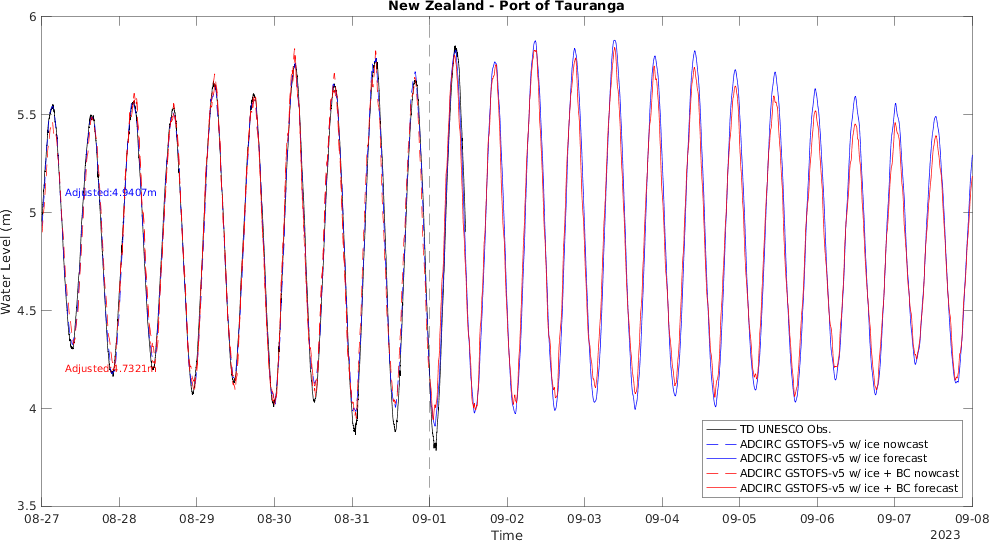 New Zealand - Port of Tauranga
6
5.5
5
4.5
4
3.5
Water Level (m)
Adjusted:4.9407m
Adjusted:4.7321m
TD UNESCO Obs.
ADCIRC GSTOFS-v5 w/ ice nowcast
ADCIRC GSTOFS-v5 w/ ice forecast
ADCIRC GSTOFS-v5 w/ ice + BC nowcast
ADCIRC GSTOFS-v5 w/ ice + BC forecast
08-27 08-28 08-29 08-30 08-31 09-01 09-02 09-03 09-04 09-05 09-06 09-07 09-08
Time
2023